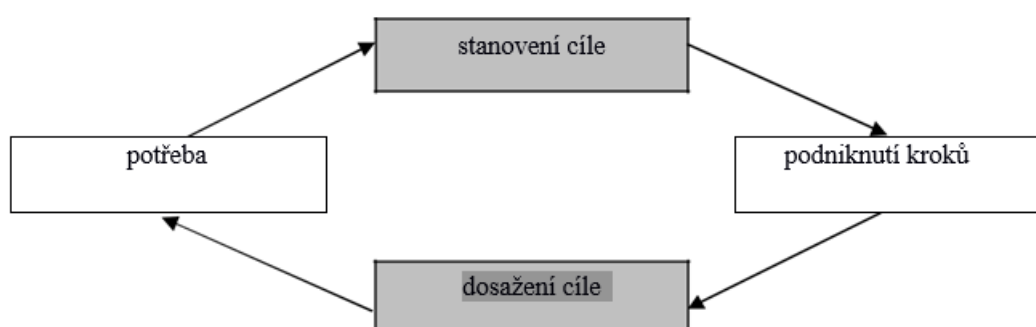 stanovení cíle
potřeba
podniknutí kroků
dosažení cíle